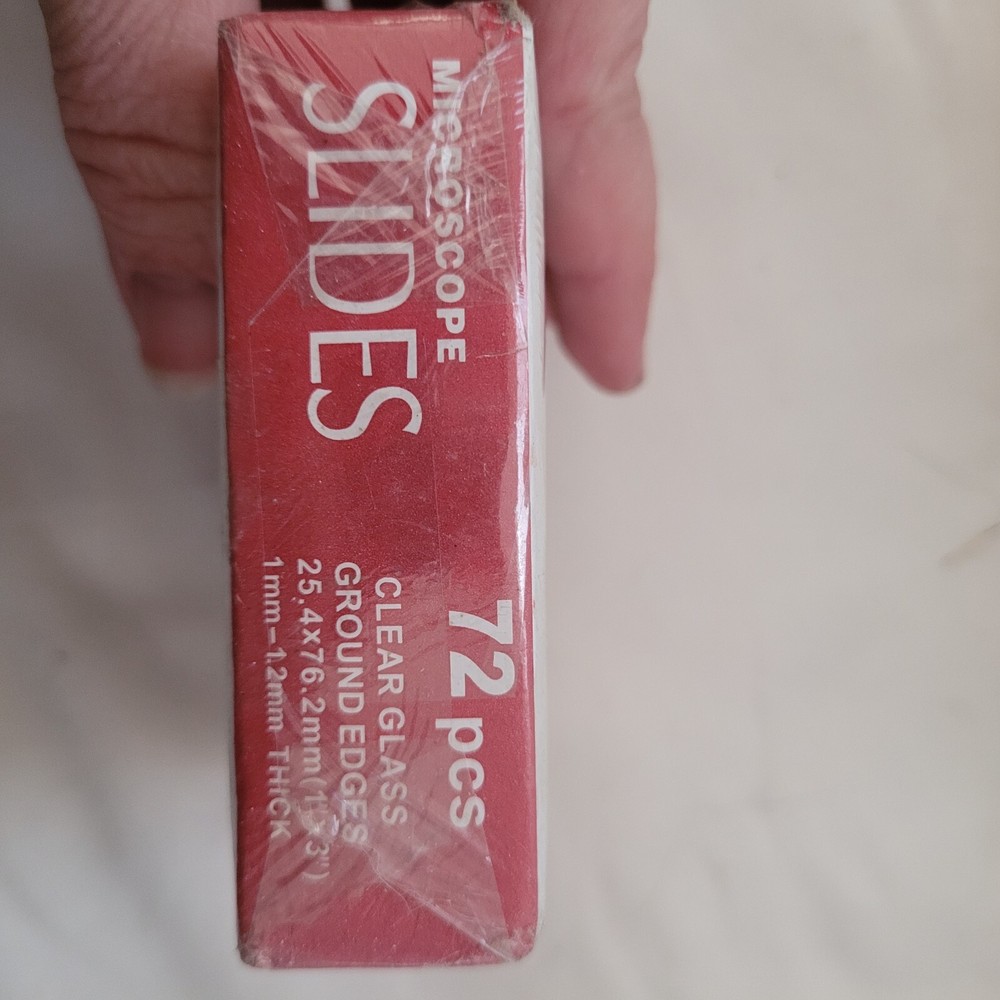 MICROSCOPE
SLIDES
72 pcs
CLEAR GLASS
GROUND EDGES
25.4x76.2mm(1"x3")
1mm-1.2mm THICK